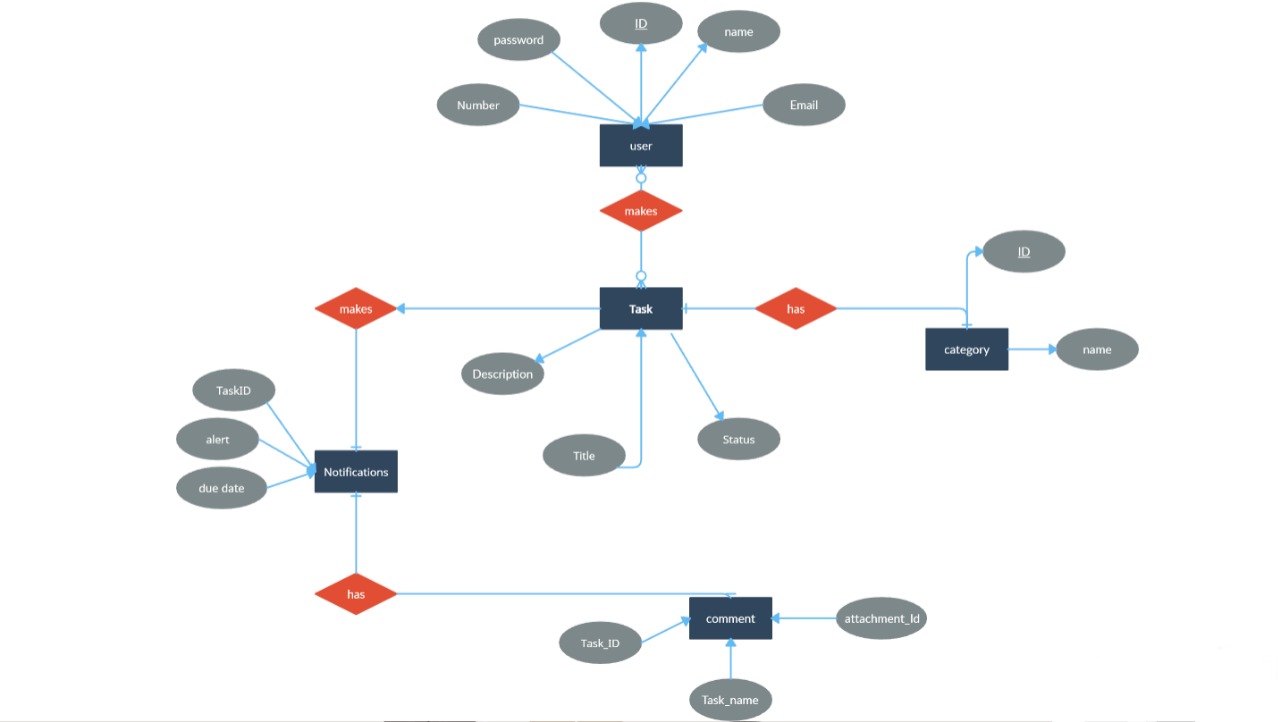 ID
name
password
Number
Email
user
makes
ID
makes
Task
has
category
name
Description
TaskID
alert
Status
Title
Notifications
due date
has
comment
attachment_Id
Task_ID
Task_name